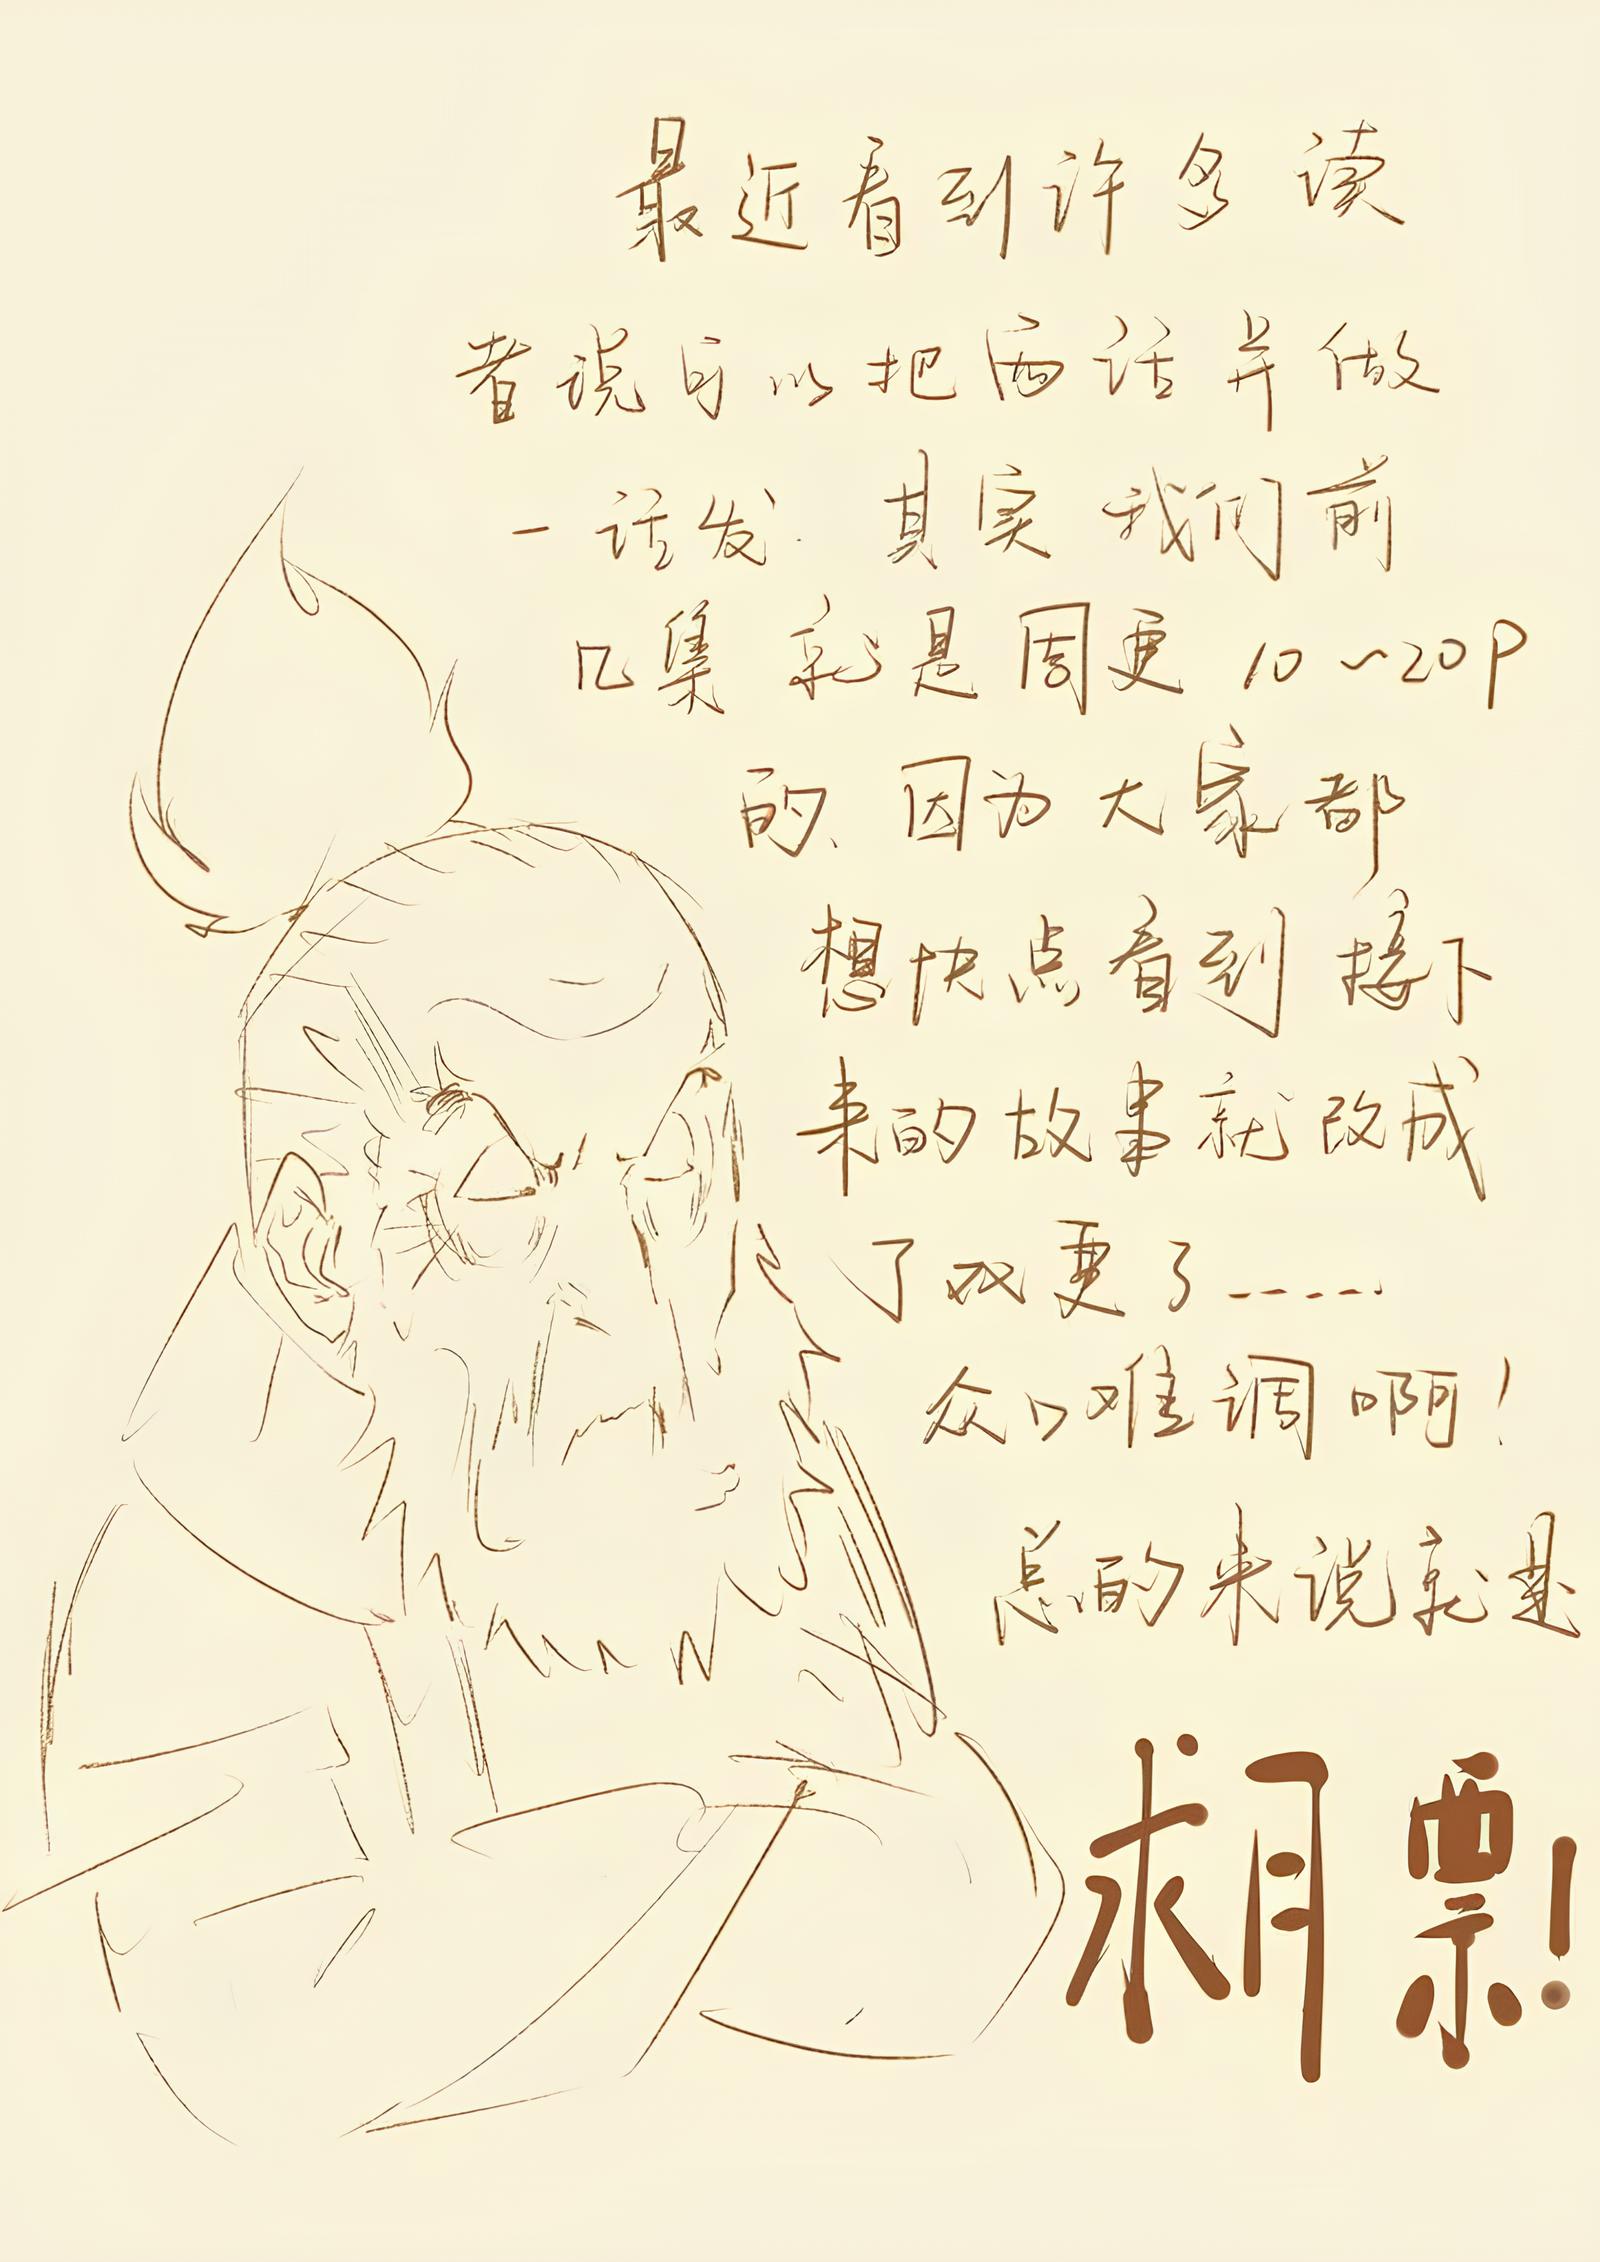 最近看到许多读
者说可以把两话并做
一话发.其实我们前
几集就是周更10~20P
的、因为大家都
想快点看到接下
来的故事就改成
了双更了……
众口难调啊!
总的来说就是
求月票!